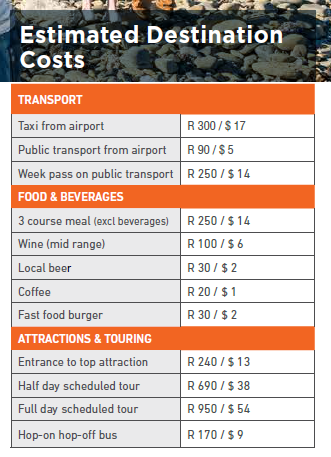 Estimated Destination
Costs
TRANSPORT
Taxi from airport R 300 / $ 17
Public transport from airport R 90 / $ 5
Week pass on public transport R 250 / $ 14
FOOD & BEVERAGES
3 course meal (excl beverages) R 250 / $ 14
Wine (mid range) R 100 / $ 6
Local beer R 30 / $ 2
Coffee R 20 / $ 1
Fast food burger R 30 / $ 2
ATTRACTIONS & TOURING
Entrance to top attraction R 240 / $ 13
Half day scheduled tour R 690 / $ 38
Full day scheduled tour R 950 / $ 54
Hop-on hop-off bus R 170 / $ 9